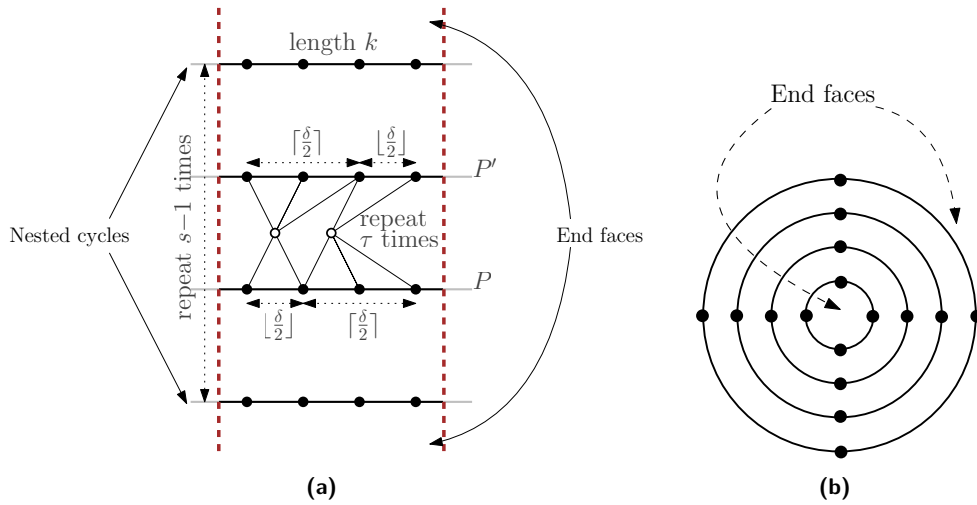 length k
End faces
⌈δ/2⌉
⌊δ/2⌋
P′
repeat s−1 times
repeat
τ times
Nested cycles
End faces
P
⌊δ/2⌋
⌈δ/2⌉
(a)
(b)